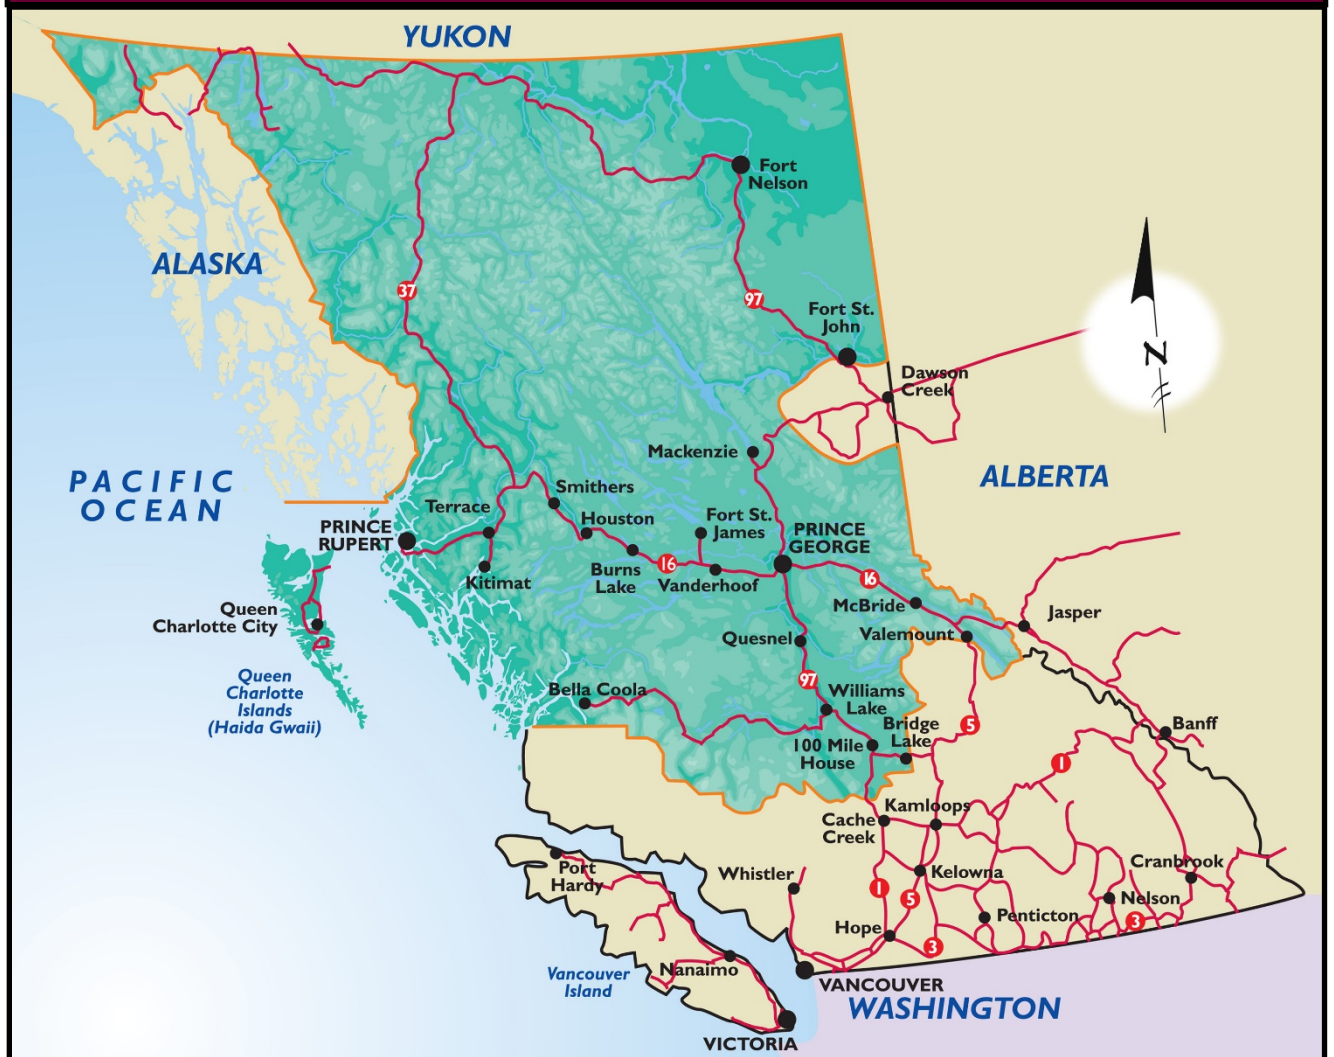 YUKON
Fort
Nelson
ALASKA
37
97
Fort St.
John
N
Dawson
Creek
Mackenzie
ALBERTA
PACIFIC
OCEAN
Smithers
Terrace
Houston
Fort St.
James
PRINCE
RUPERT
PRINCE
GEORGE
16
16
Burns
Lake
Vanderhoof
Kitimat
McBride
Jasper
Queen
Charlotte City
Quesnel
Valemount
Queen
Charlotte
Islands
(Haida Gwaii)
97
Bella Coola
Williams
Lake
5
Bridge
Lake
Banff
100 Mile
House
1
Kamloops
Cache
Creek
Port
Hardy
Whistler
Kelowna
Cranbrook
1
5
Nelson
Penticton
3
Hope
3
Nanaimo
Vancouver
Island
VANCOUVER
WASHINGTON
VICTORIA